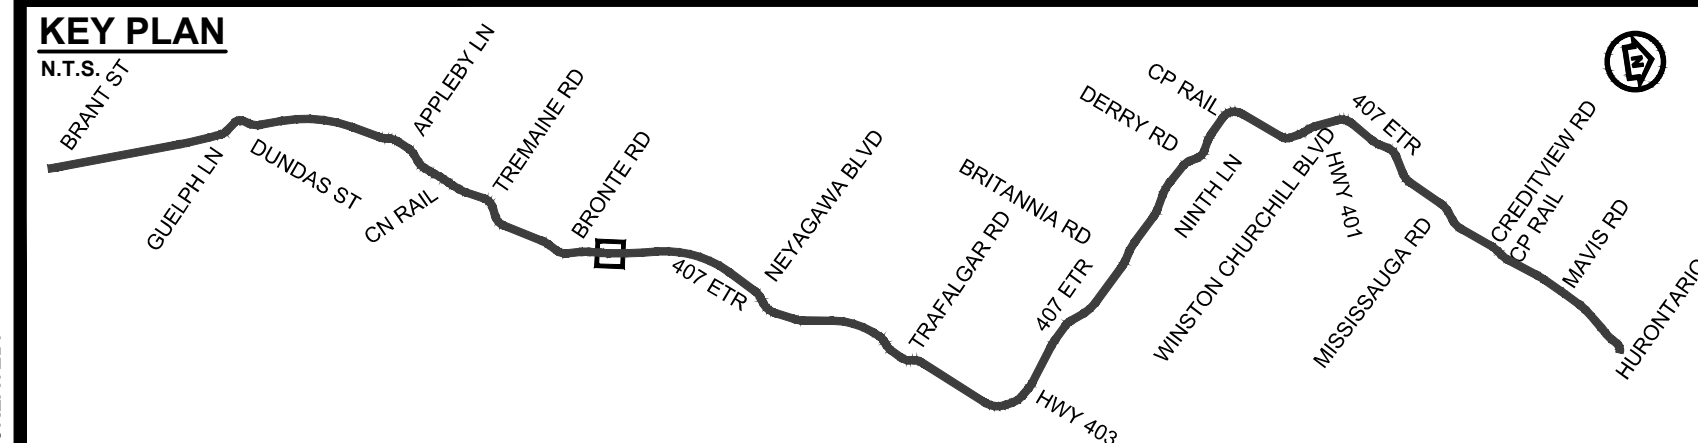 KEY PLAN
N.T.S.
BRANT ST
GUELPH LN
DUNDAS ST
APPLEBY LN
CN RAIL
TREMAINE RD
BRONTE RD
407 ETR
NEYAGAWA BLVD
TRAFALGAR RD
HWY 403
407 ETR
BRITANNIA RD
DERRY RD
CP RAIL
NINTH LN
WINSTON CHURCHILL BLVD
HWY 401
407 ETR
MISSISSAUGA RD
CREDITVIEW RD
CP RAIL
MAVIS RD
HURONTARIO
N